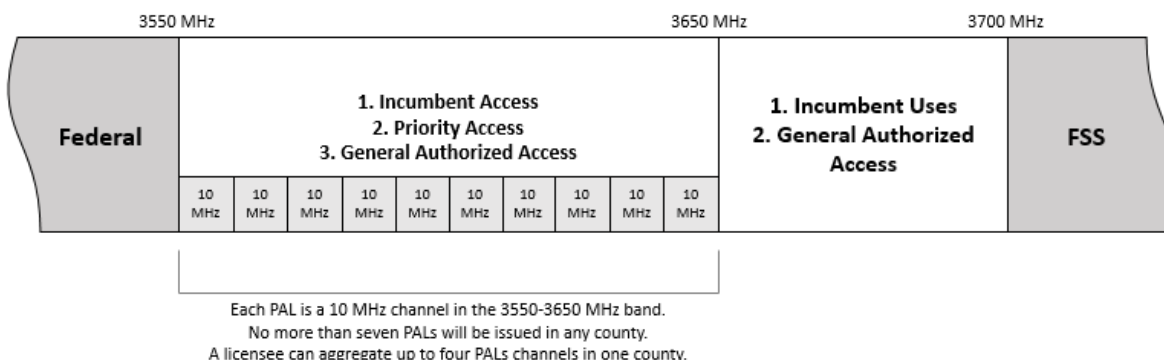 3550 MHz
3650 MHz
3700 MHz
Federal
1. Incumbent Access
2. Priority Access
3. General Authorized Access
10 MHz
10 MHz
10 MHz
10 MHz
10 MHz
10 MHz
10 MHz
10 MHz
10 MHz
10 MHz
1. Incumbent Uses
2. General Authorized
Access
FSS
Each PAL is a 10 MHz channel in the 3550-3650 MHz band.
No more than seven PALs will be issued in any county.
A licensee can aggregate up to four PALs channels in one county.